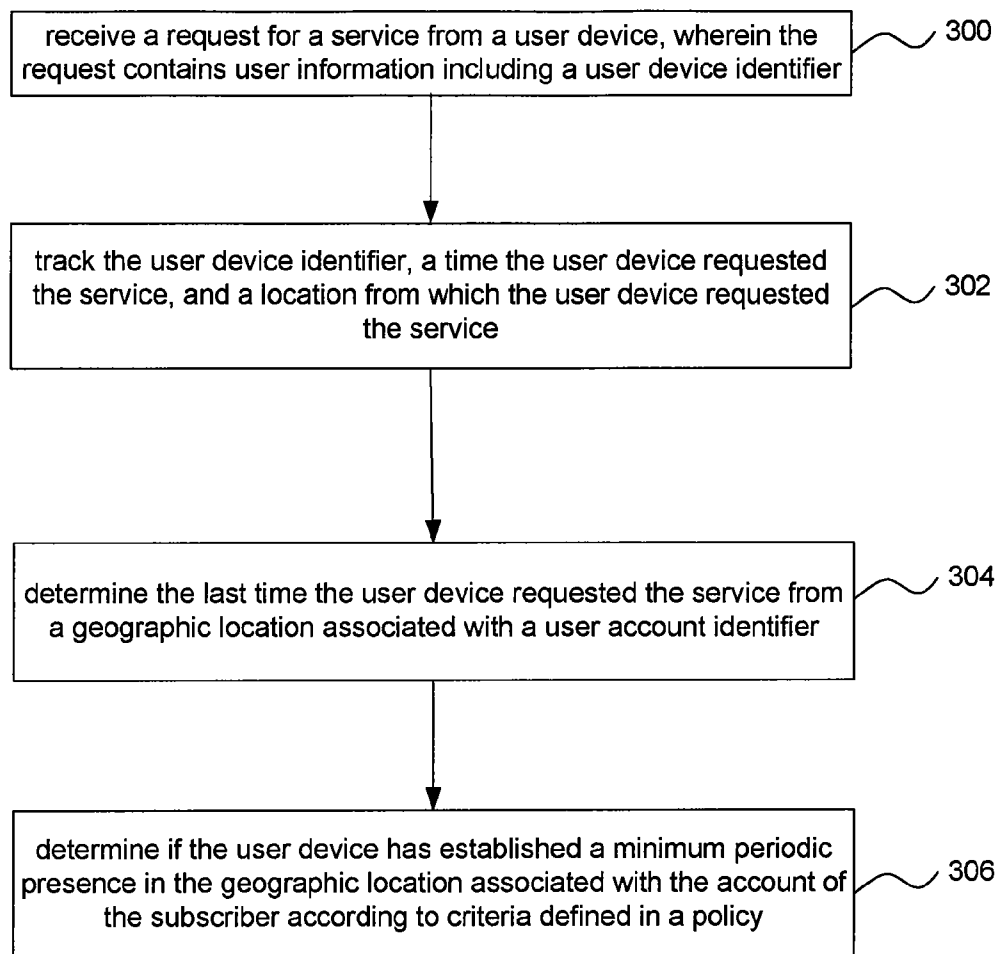 receive a request for a service from a user device, wherein the
request contains user information including a user device identifier
300
track the user device identifier, a time the user device requested
the service, and a location from which the user device requested
the service
302
determine the last time the user device requested the service from
a geographic location associated with a user account identifier
304
determine if the user device has established a minimum periodic
presence in the geographic location associated with the account of
the subscriber according to criteria defined in a policy
306